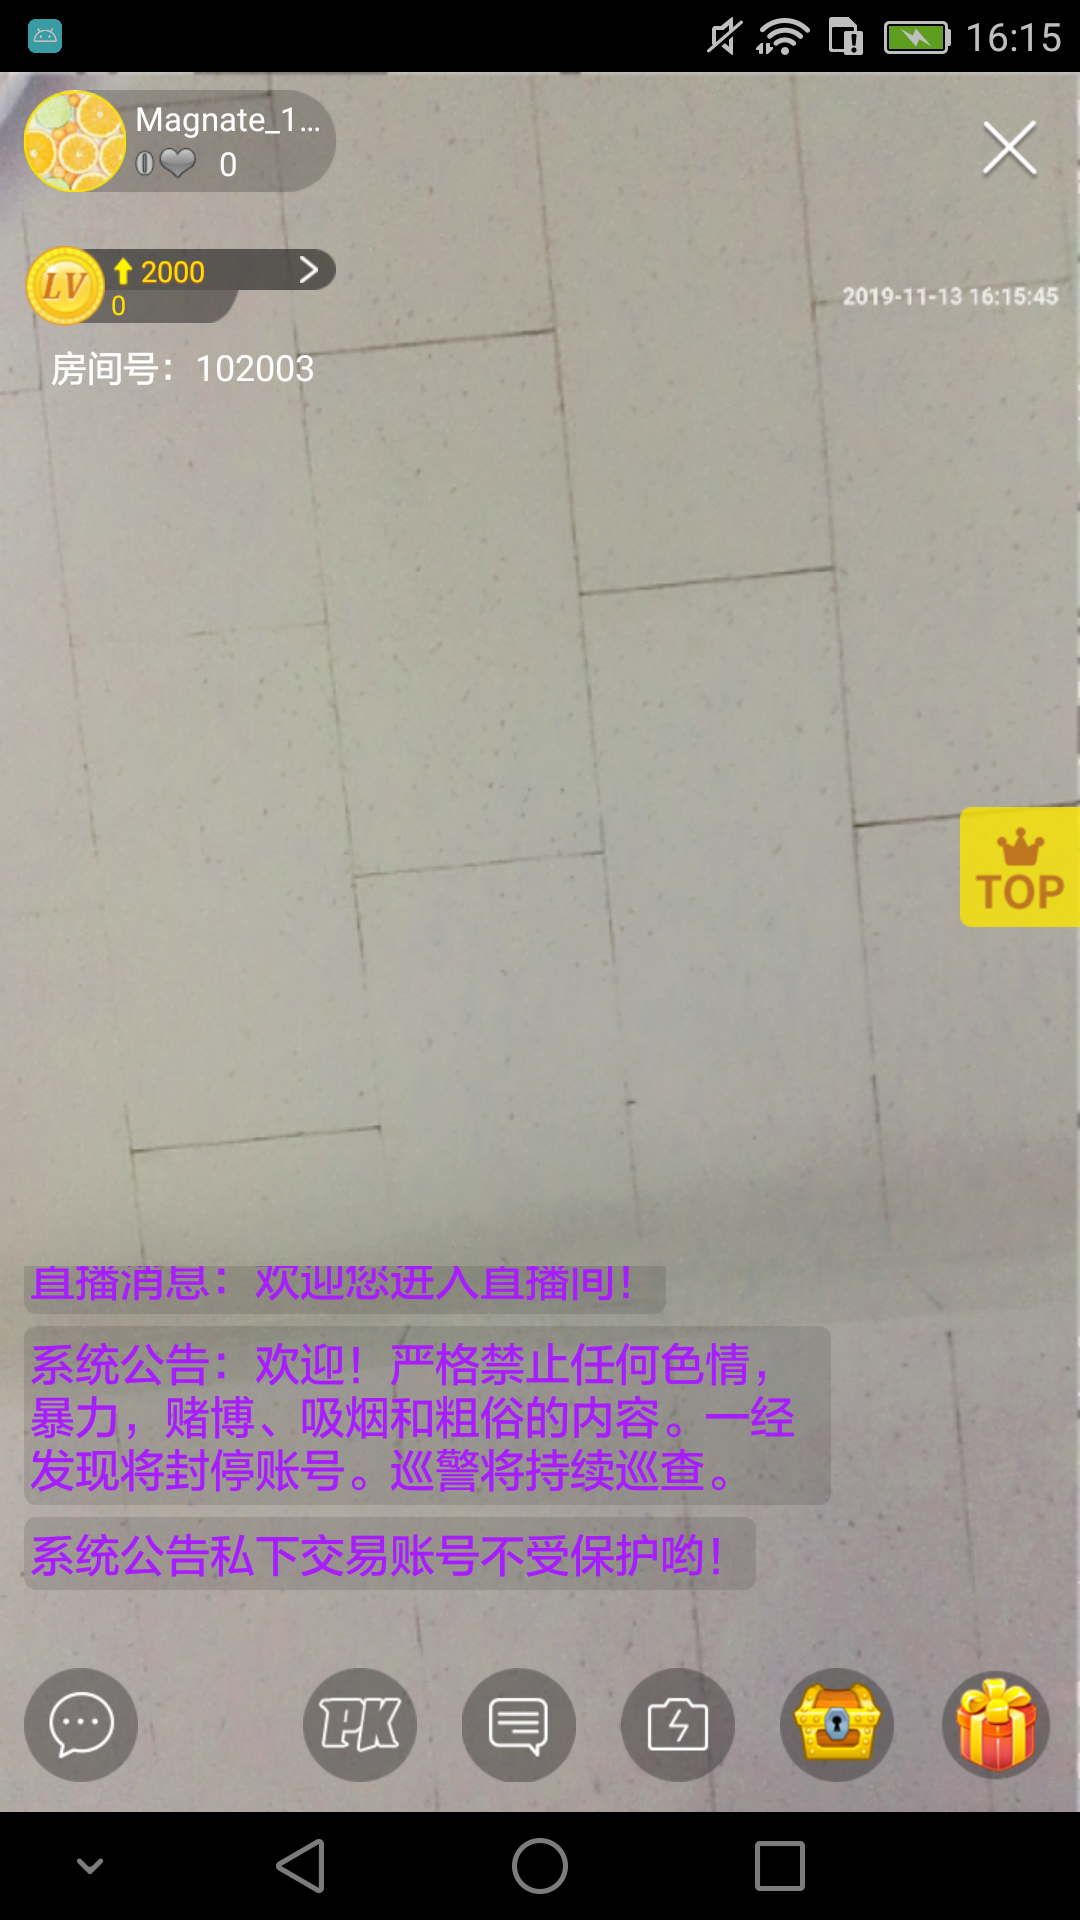 16:15
Magnate_1...
0 0
LV 2000
0
2019-11-13 16:15:45
房间号：102003
TOP
直播消息：欢迎您进入直播间！
系统公告：欢迎！严格禁止任何色情，
暴力，赌博、吸烟和粗俗的内容。一经
发现将封停账号。巡警将持续巡查。
系统公告私下交易账号不受保护哟！
PK